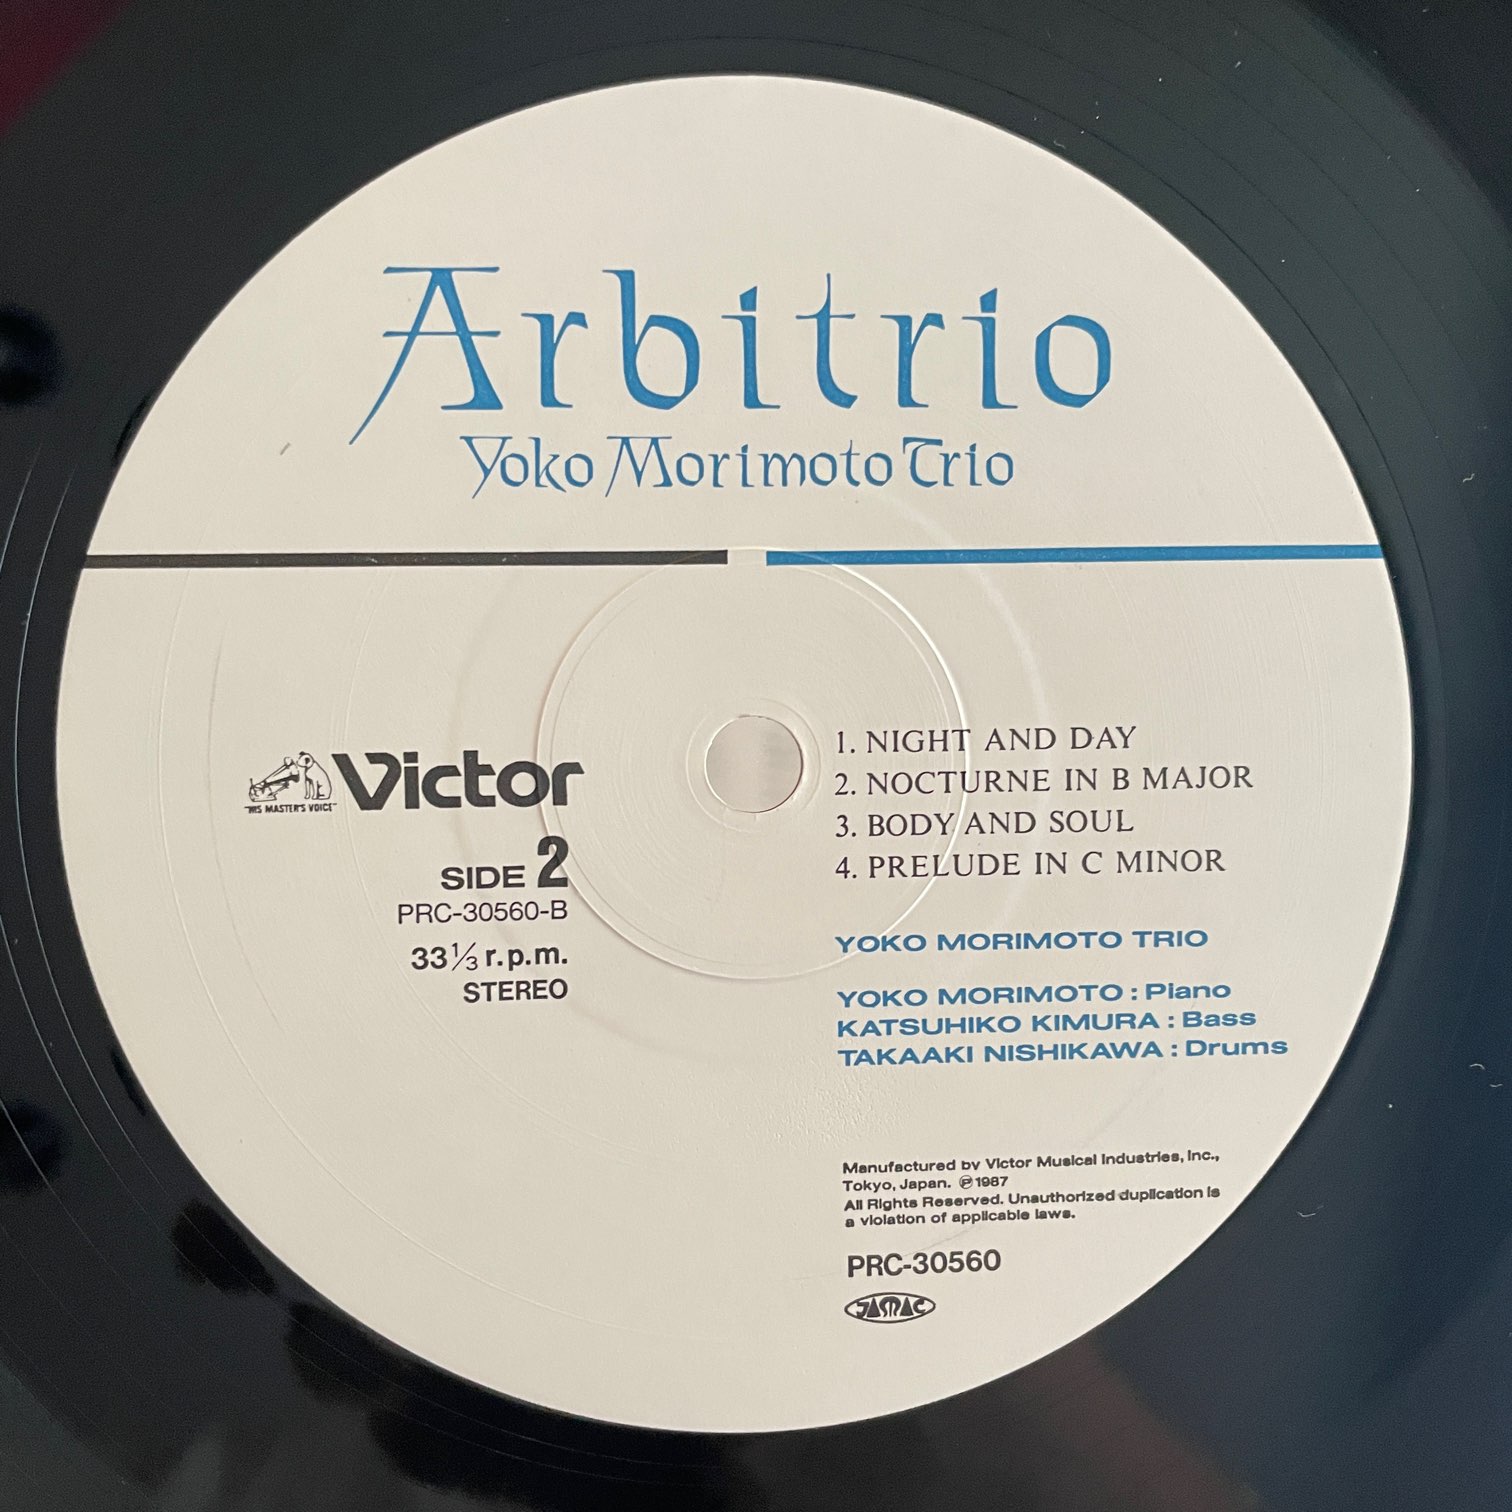 Arbitrio
Yoko Morimoto Trio
"HIS MASTER'S VOICE"
Victor
SIDE 2
PRC-30560-B
33⅓ r.p.m.
STEREO
1. NIGHT AND DAY
2. NOCTURNE IN B MAJOR
3. BODY AND SOUL
4. PRELUDE IN C MINOR
YOKO MORIMOTO TRIO
YOKO MORIMOTO : Piano
KATSUHIKO KIMURA : Bass
TAKAAKI NISHIKAWA : Drums
Manufactured by Victor Musical Industries, Inc.,
Tokyo, Japan. ℗1987
All Rights Reserved. Unauthorized duplication is
a violation of applicable laws.
PRC-30560
JASRAC